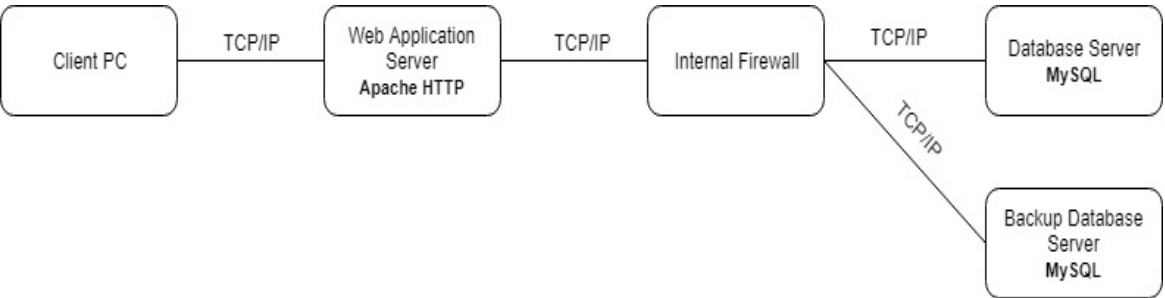 Client PC
TCP/IP
Web Application
Server
Apache HTTP
TCP/IP
Internal Firewall
TCP/IP
Database Server
MySQL
TCP/IP
Backup Database
Server
MySQL